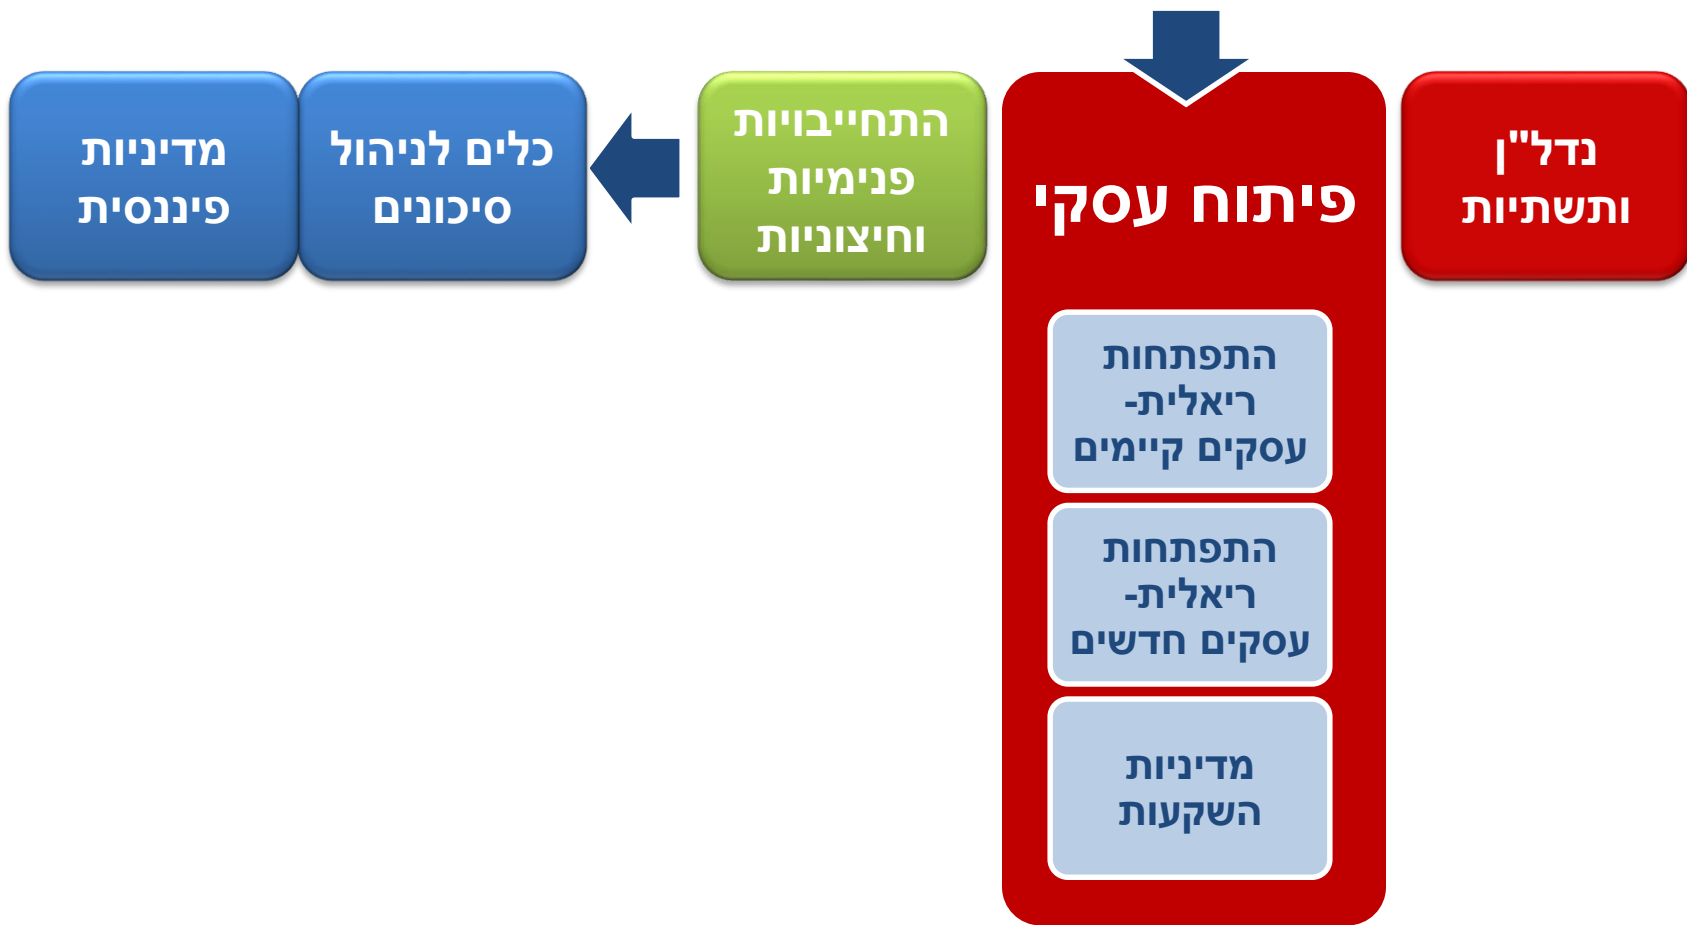 נדל"ן
ותשתיות
פיתוח עסקי
התפתחות
ריאלית-
עסקים קיימים
התפתחות
ריאלית-
עסקים חדשים
מדיניות
השקעות
התחייבויות
פנימיות
וחיצוניות
כלים לניהול
סיכונים
מדיניות
פיננסית